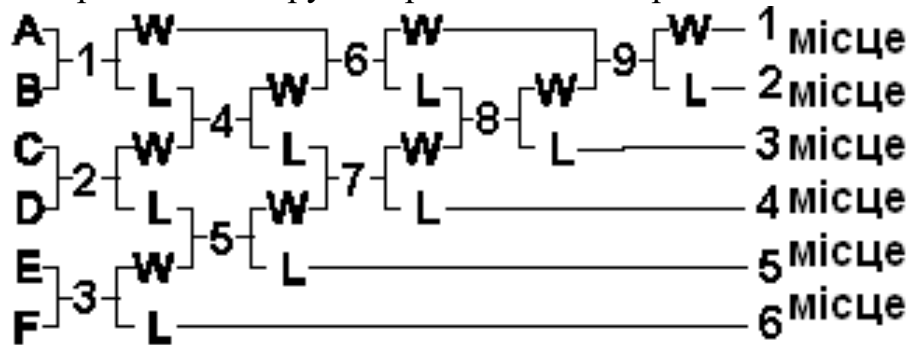 A 1 W 6 W 9 W 1 місце
B L 4 W L 8 W L 2 місце
C 2 W L 7 W L 3 місце
D L 5 W L 4 місце
E 3 W L 5 місце
F L 6 місце